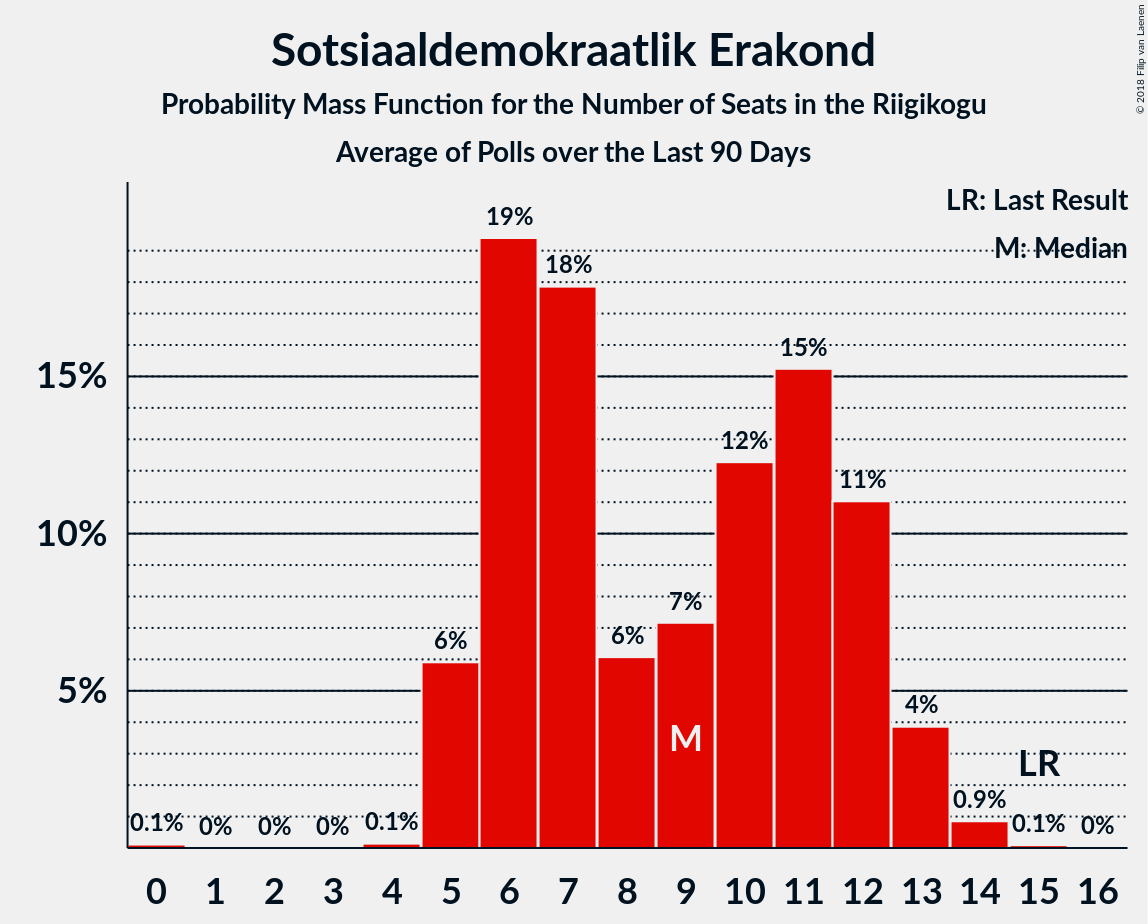 Sotsiaaldemokraatlik Erakond
Probability Mass Function for the Number of Seats in the Riigikogu
Average of Polls over the Last 90 Days
© 2018 Filip van Laenen
LR: Last Result
M: Median
19%
18%
15%
15%
12%
11%
10%
7%
6%
6%
5%
4%
M
LR
0.9%
0.1%
0%
0%
0%
0.1%
0.1%
0%
0 1 2 3 4 5 6 7 8 9 10 11 12 13 14 15 16